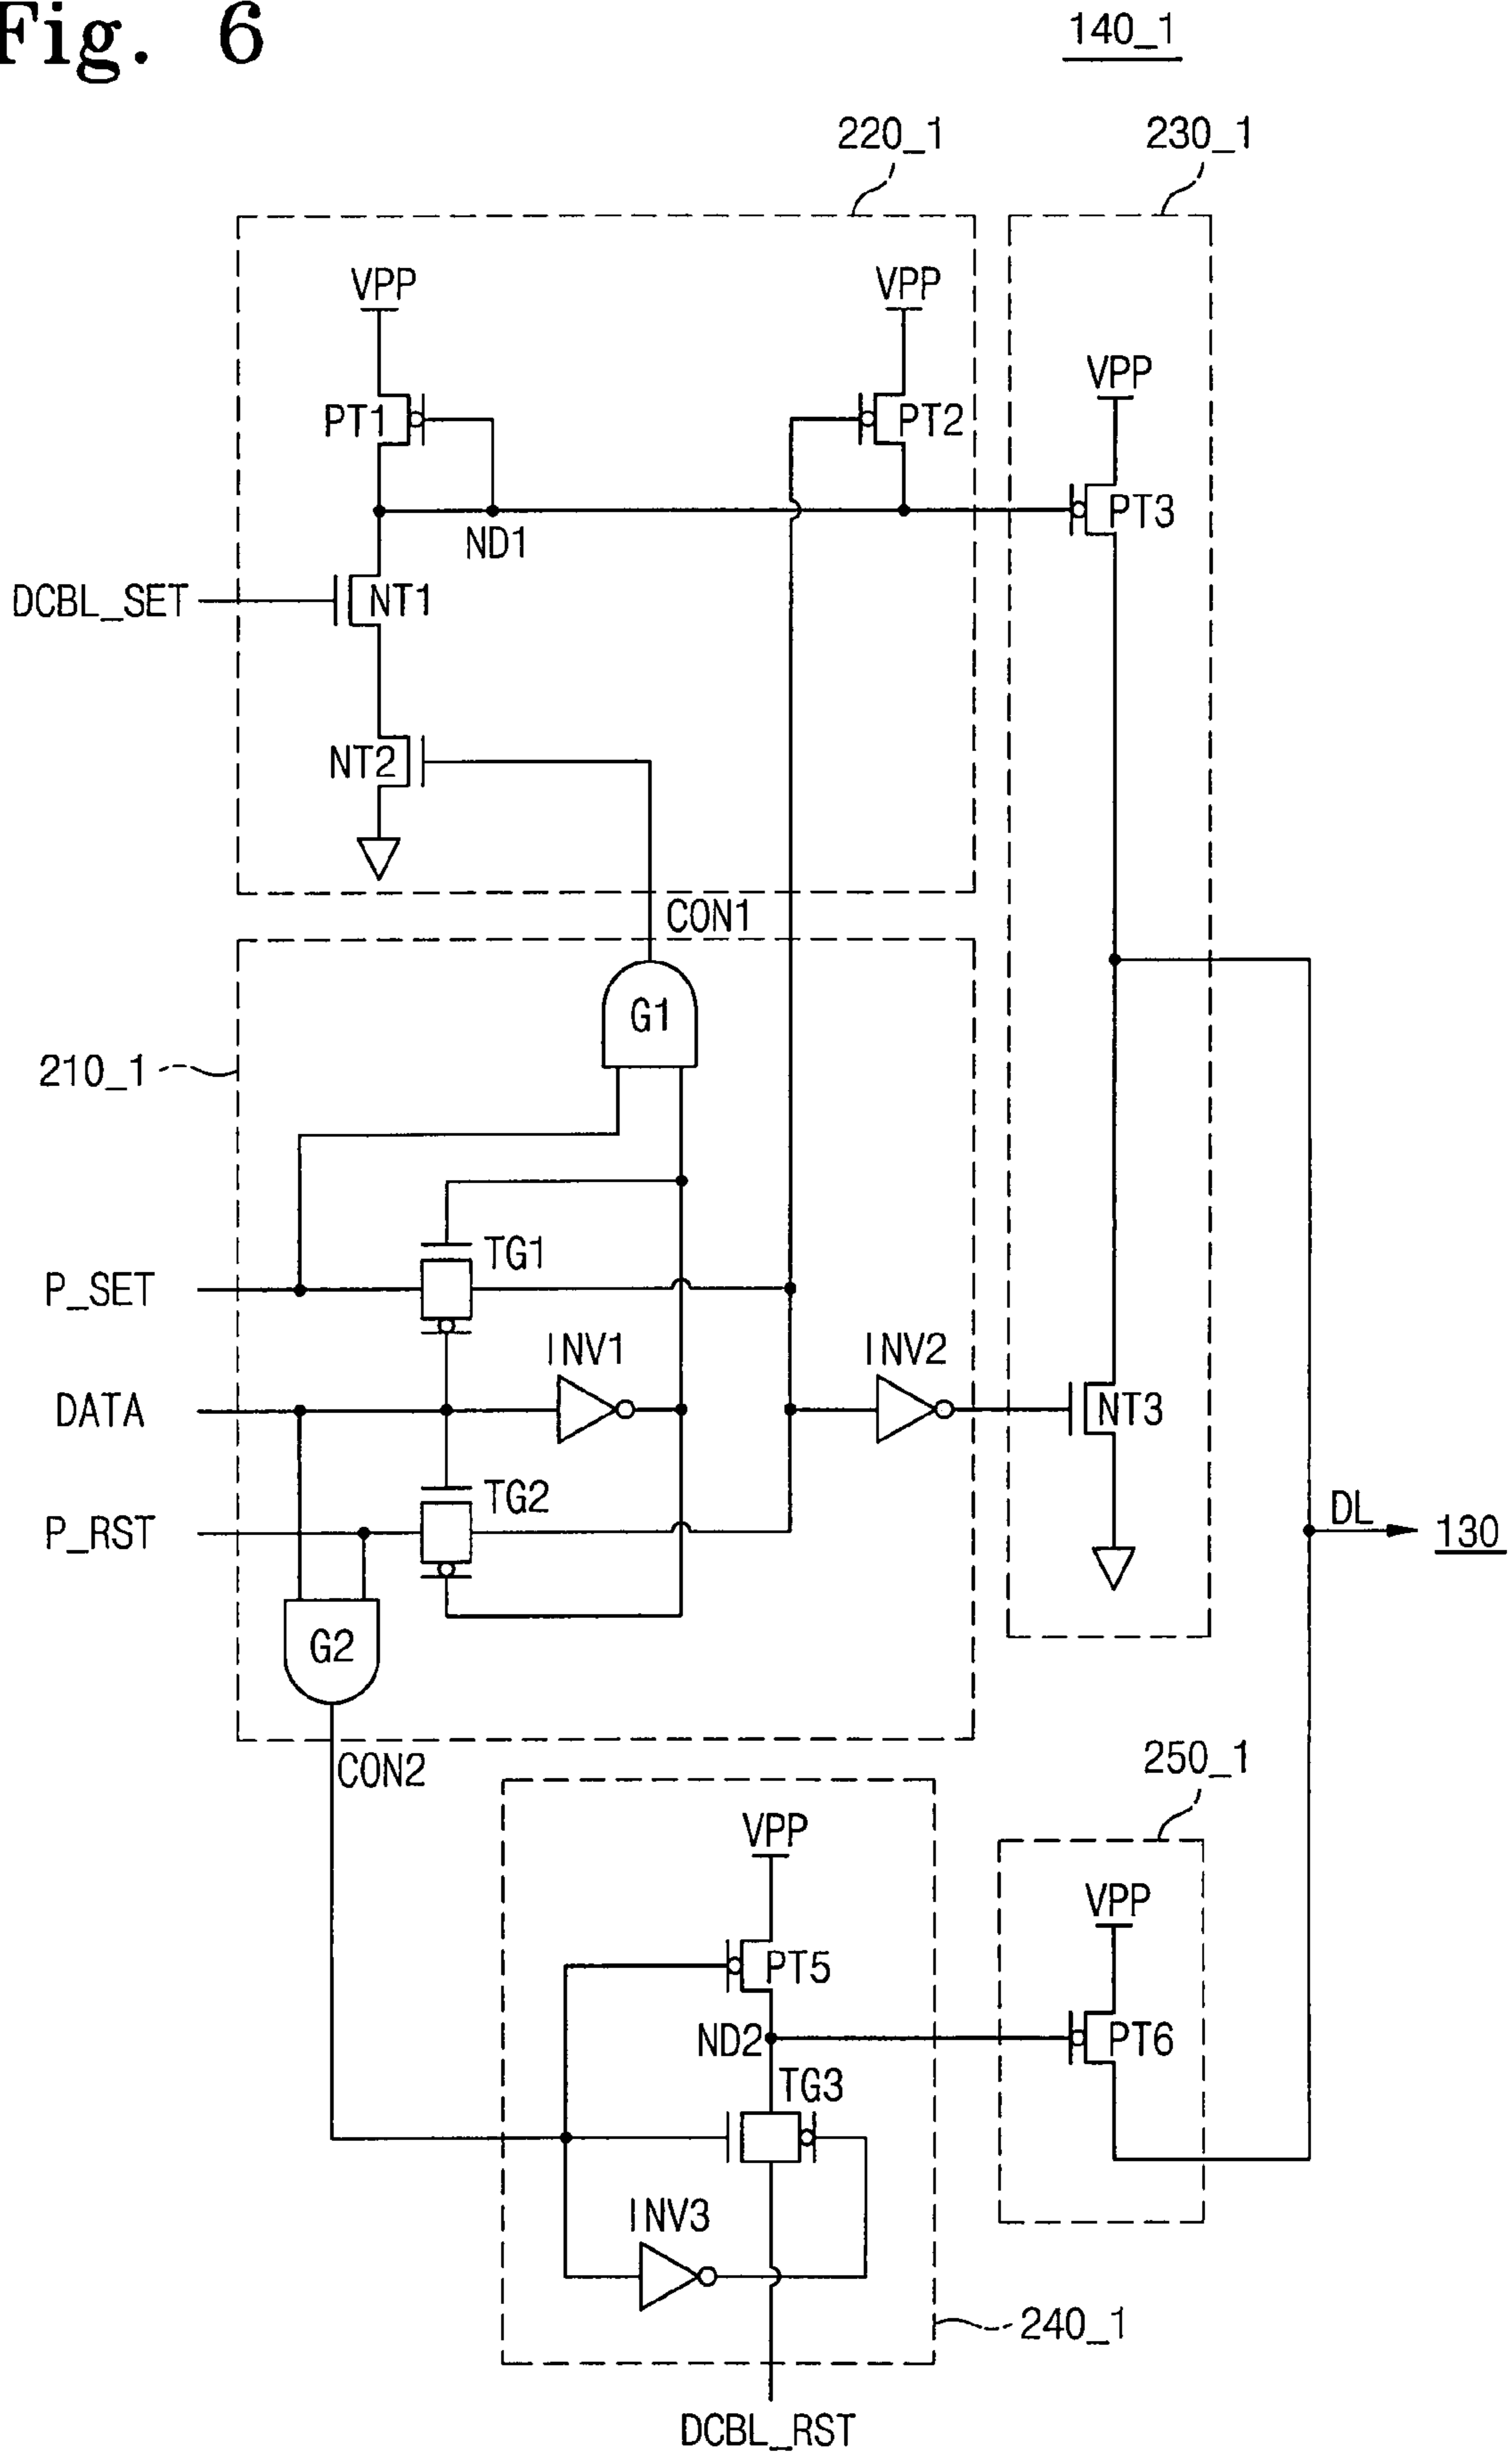 Fig. 6
140_1
220_1
230_1
VPP
VPP
VPP
PT1
PT2
PT3
ND1
DCBL_SET
NT1
NT2
CON1
G1
210_1
TG1
P_SET
INV1
INV2
DATA
NT3
TG2
P_RST
DL
130
G2
CON2
250_1
VPP
VPP
PT5
ND2
PT6
TG3
INV3
240_1
DCBL_RST